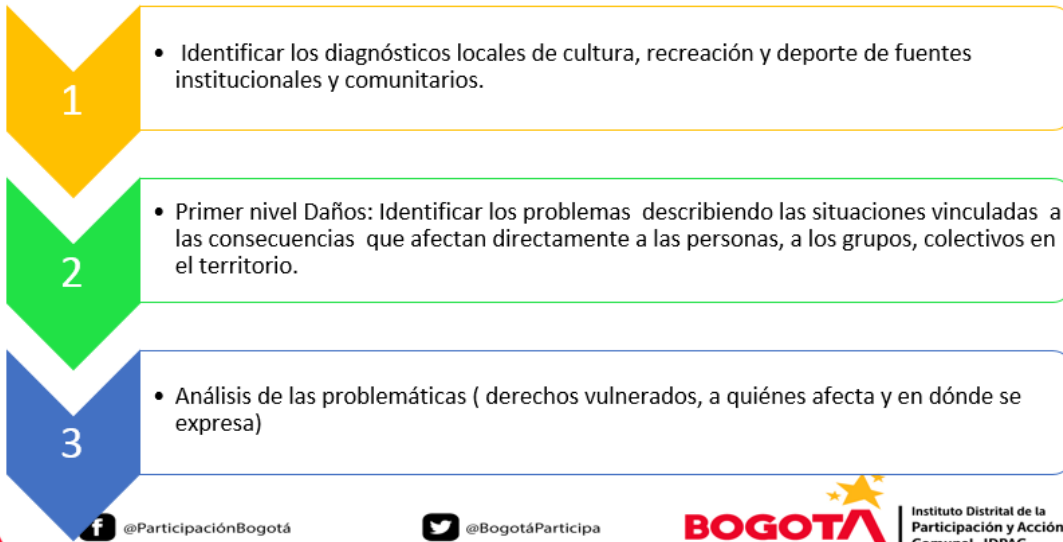 1
• Identificar los diagnósticos locales de cultura, recreación y deporte de fuentes
institucionales y comunitarios.
2
• Primer nivel Daños: Identificar los problemas describiendo las situaciones vinculadas a
las consecuencias que afectan directamente a las personas, a los grupos, colectivos en
el territorio.
3
• Análisis de las problemáticas ( derechos vulnerados, a quiénes afecta y en dónde se
expresa)
f @ParticipaciónBogotá
@BogotáParticipa
BOGOTÁ
Instituto Distrital de la
Participación y Acción
Comunal - IDPAC